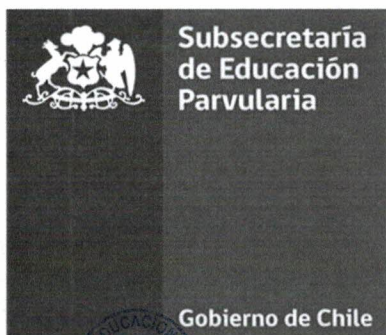 Subsecretaría
de Educación
Parvularia
Gobierno de Chile